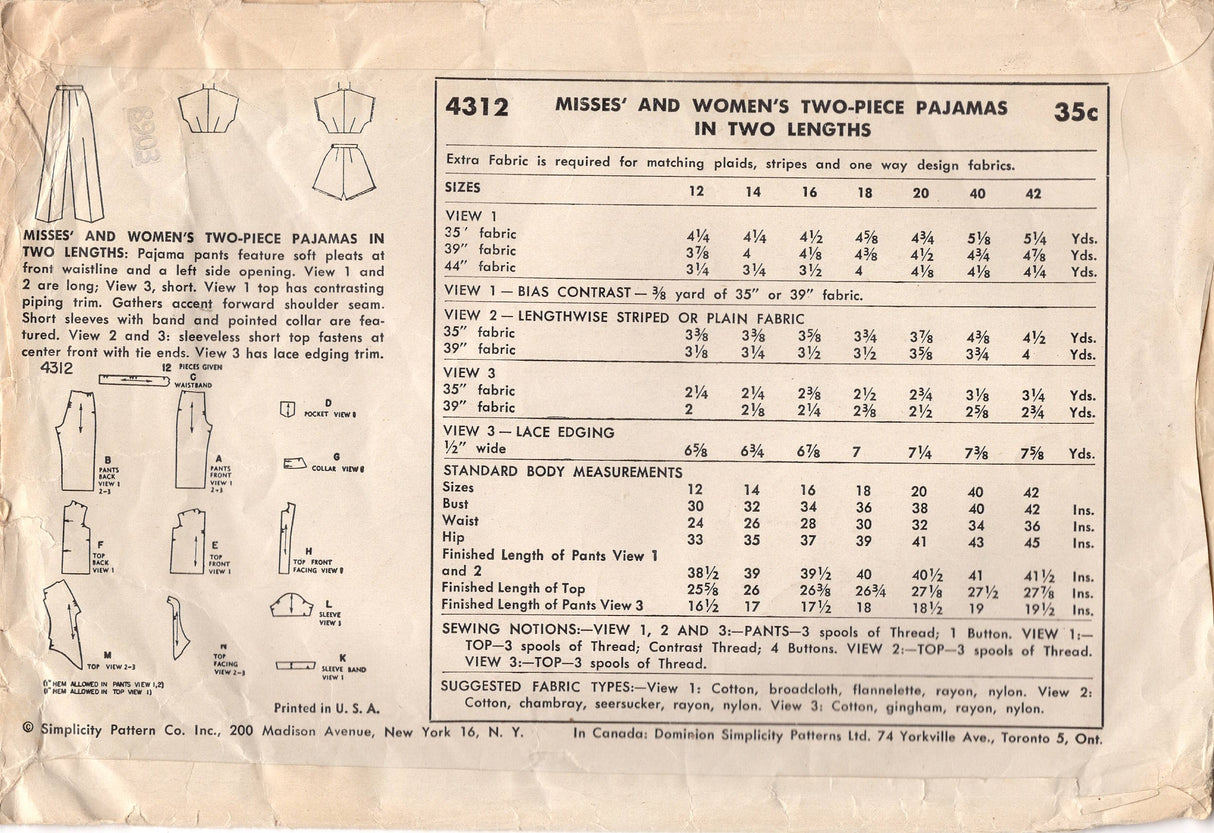 8903
MISSES' AND WOMEN'S TWO-PIECE PAJAMAS IN
TWO LENGTHS: Pajama pants feature soft pleats at
front waistline and a left side opening. View 1 and
2 are long; View 3, short. View 1 top has contrasting
piping trim. Gathers accent forward shoulder seam.
Short sleeves with band and pointed collar are fea-
tured. View 2 and 3: sleeveless short top fastens at
center front with tie ends. View 3 has lace edging trim.
4312 12 PIECES GIVEN
C
WAISTBAND
D
POCKET VIEW
B
PANTS
BACK
VIEW 1
2-3
A
PANTS
FRONT
VIEW 1
2-3
G
COLLAR VIEW
F
TOP
BACK
VIEW 1
E
TOP
FRONT
VIEW 1
H
TOP FRONT
FACING VIEW
L
SLEEVE
VIEW
M
TOP VIEW 2-3
N
TOP
FACING
VIEW 2-3
K
SLEEVE BAND
VIEW 1
(1" HEM ALLOWED IN PANTS VIEW 1,2)
(1" HEM ALLOWED IN TOP VIEW 1)
Printed in U. S. A.
4312 MISSES' AND WOMEN'S TWO-PIECE PAJAMAS 35c
IN TWO LENGTHS
Extra Fabric is required for matching plaids, stripes and one way design fabrics.
SIZES 12 14 16 18 20 40 42
VIEW 1
35' fabric 4¼ 4¼ 4½ 4⅝ 4¾ 5⅛ 5¼ Yds.
39" fabric 3⅞ 4 4⅛ 4⅜ 4½ 4¾ 4⅞ Yds.
44" fabric 3¼ 3¼ 3½ 4 4⅛ 4⅛ 4¼ Yds.
VIEW 1 — BIAS CONTRAST — ⅜ yard of 35" or 39" fabric.
VIEW 2 — LENGTHWISE STRIPED OR PLAIN FABRIC
35" fabric 3⅜ 3⅜ 3⅝ 3¾ 3⅞ 4⅜ 4½ Yds.
39" fabric 3⅛ 3¼ 3½ 3½ 3⅝ 3¾ 4 Yds.
VIEW 3
35" fabric 2¼ 2¼ 2⅜ 2½ 2¾ 3⅛ 3¼ Yds.
39" fabric 2 2⅛ 2¼ 2⅜ 2½ 2⅝ 2¾ Yds.
VIEW 3 — LACE EDGING
½" wide 6⅝ 6¾ 6⅞ 7 7¼ 7⅜ 7⅝ Yds.
STANDARD BODY MEASUREMENTS
Sizes 12 14 16 18 20 40 42
Bust 30 32 34 36 38 40 42 Ins.
Waist 24 26 28 30 32 34 36 Ins.
Hip 33 35 37 39 41 43 45 Ins.
Finished Length of Pants View 1
and 2 38½ 39 39½ 40 40½ 41 41½ Ins.
Finished Length of Top 25⅝ 26 26⅜ 26¾ 27⅛ 27½ 27⅞ Ins.
Finished Length of Pants View 3 16½ 17 17½ 18 18½ 19 19½ Ins.
SEWING NOTIONS:—VIEW 1, 2 AND 3:—PANTS—3 spools of Thread; 1 Button. VIEW 1:—
TOP—3 spools of Thread; Contrast Thread; 4 Buttons. VIEW 2:—TOP—3 spools of Thread.
VIEW 3:—TOP—3 spools of Thread.
SUGGESTED FABRIC TYPES:—View 1: Cotton, broadcloth, flannelette, rayon, nylon. View 2:
Cotton, chambray, seersucker, rayon, nylon. View 3: Cotton, gingham, rayon, nylon.
© Simplicity Pattern Co. Inc., 200 Madison Avenue, New York 16, N. Y. In Canada: Dominion Simplicity Patterns Ltd. 74 Yorkville Ave., Toronto 5, Ont.